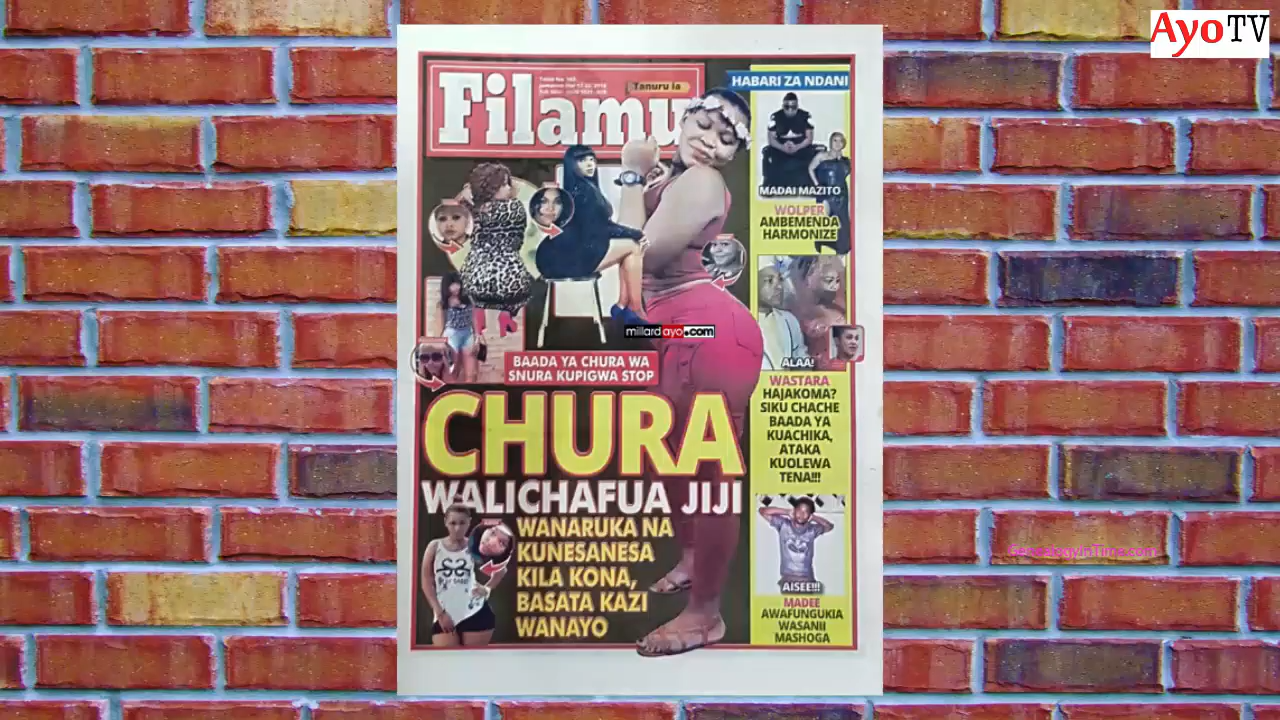 AyoTV
Tanuru la
Filamu
HABARI ZA NDANI
MADAI MAZITO
WOLPER
AMBEMENDA
HARMONIZE
millardayo.com
ALAA!
WASTARA
HAJAKOMA?
SIKU CHACHE
BAADA YA
KUACHIKA,
ATAKA
KUOLEWA
TENA!!!
BAADA YA CHURA WA
SNURA KUPIGWA STOP
CHURA
WALICHAFUA JIJI
WANARUKA NA
KUNESANESA
KILA KONA,
BASATA KAZI
WANAYO
AISEE!!!
MADEE
AWAFUNGUKIA
WASANII
MASHOGA
GenealogyInTime.com